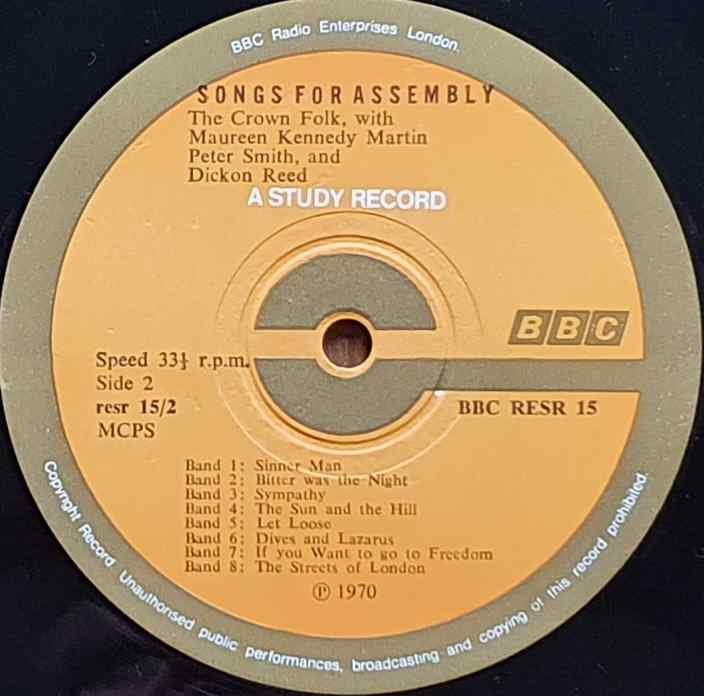 BBC Radio Enterprises London.
SONGS FOR ASSEMBLY
The Crown Folk, with
Maureen Kennedy Martin
Peter Smith, and
Dickon Reed
A STUDY RECORD
BBC
Speed 33⅓ r.p.m.
Side 2
resr 15/2
BBC RESR 15
MCPS
Band 1: Sinner Man
Band 2: Bitter was the Night
Band 3: Sympathy
Band 4: The Sun and the Hill
Band 5: Let Loose
Band 6: Dives and Lazarus
Band 7: If you Want to go to Freedom
Band 8: The Streets of London
℗ 1970
Copyright Record Unauthorised public performances, broadcasting and copying of this record prohibited.